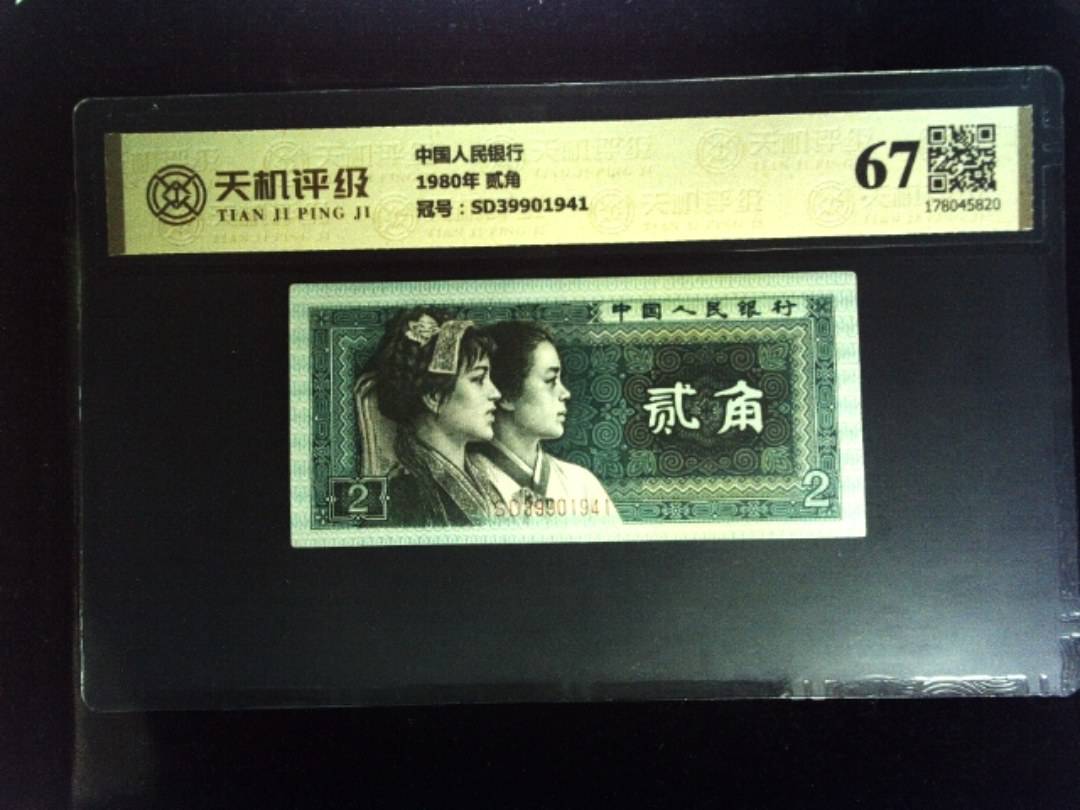 天机评级
TIAN JI PING JI
中国人民银行
1980年 贰角
冠号：SD39901941
67
178045820
中国人民银行
贰角
2
SD39901941
2